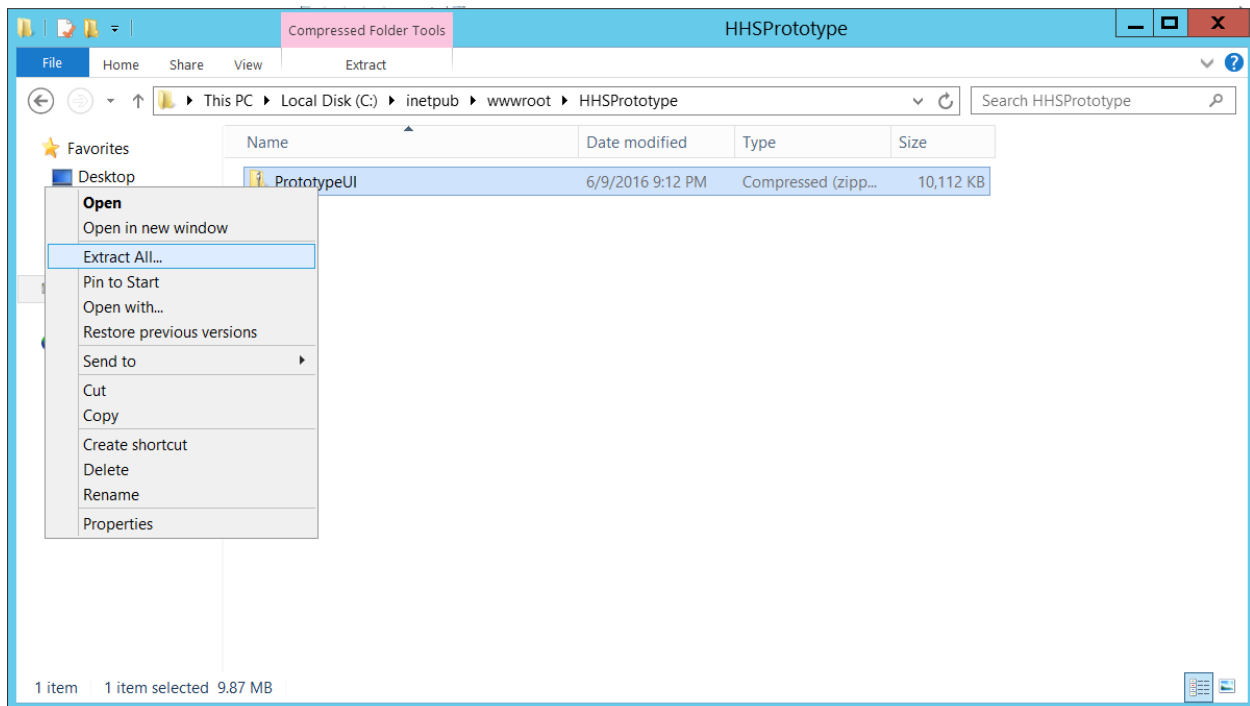 Compressed Folder Tools HHSPrototype
File Home Share View Extract
This PC Local Disk (C:) inetpub wwwroot HHSPrototype Search HHSPrototype
Favorites Name Date modified Type Size
Desktop PrototypeUI 6/9/2016 9:12 PM Compressed (zipp... 10,112 KB
Open
Open in new window
Extract All...
Pin to Start
Open with...
Restore previous versions
Send to
Cut
Copy
Create shortcut
Delete
Rename
Properties
1 item 1 item selected 9.87 MB